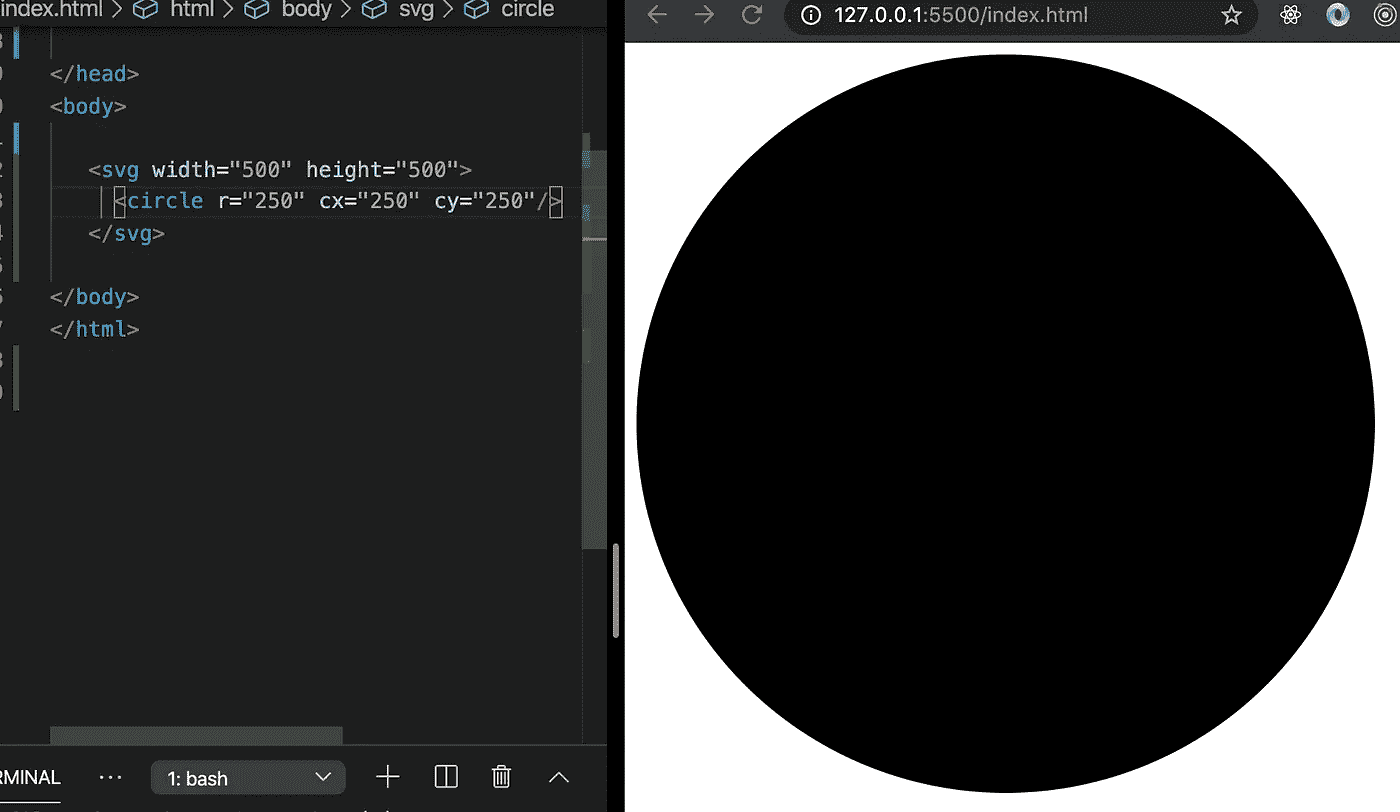 index.html > html > body > svg > circle
</head>
<body>
<svg width="500" height="500">
<circle r="250" cx="250" cy="250"/>
</svg>
</body>
</html>
RMINAL ... 1: bash
127.0.0.1:5500/index.html